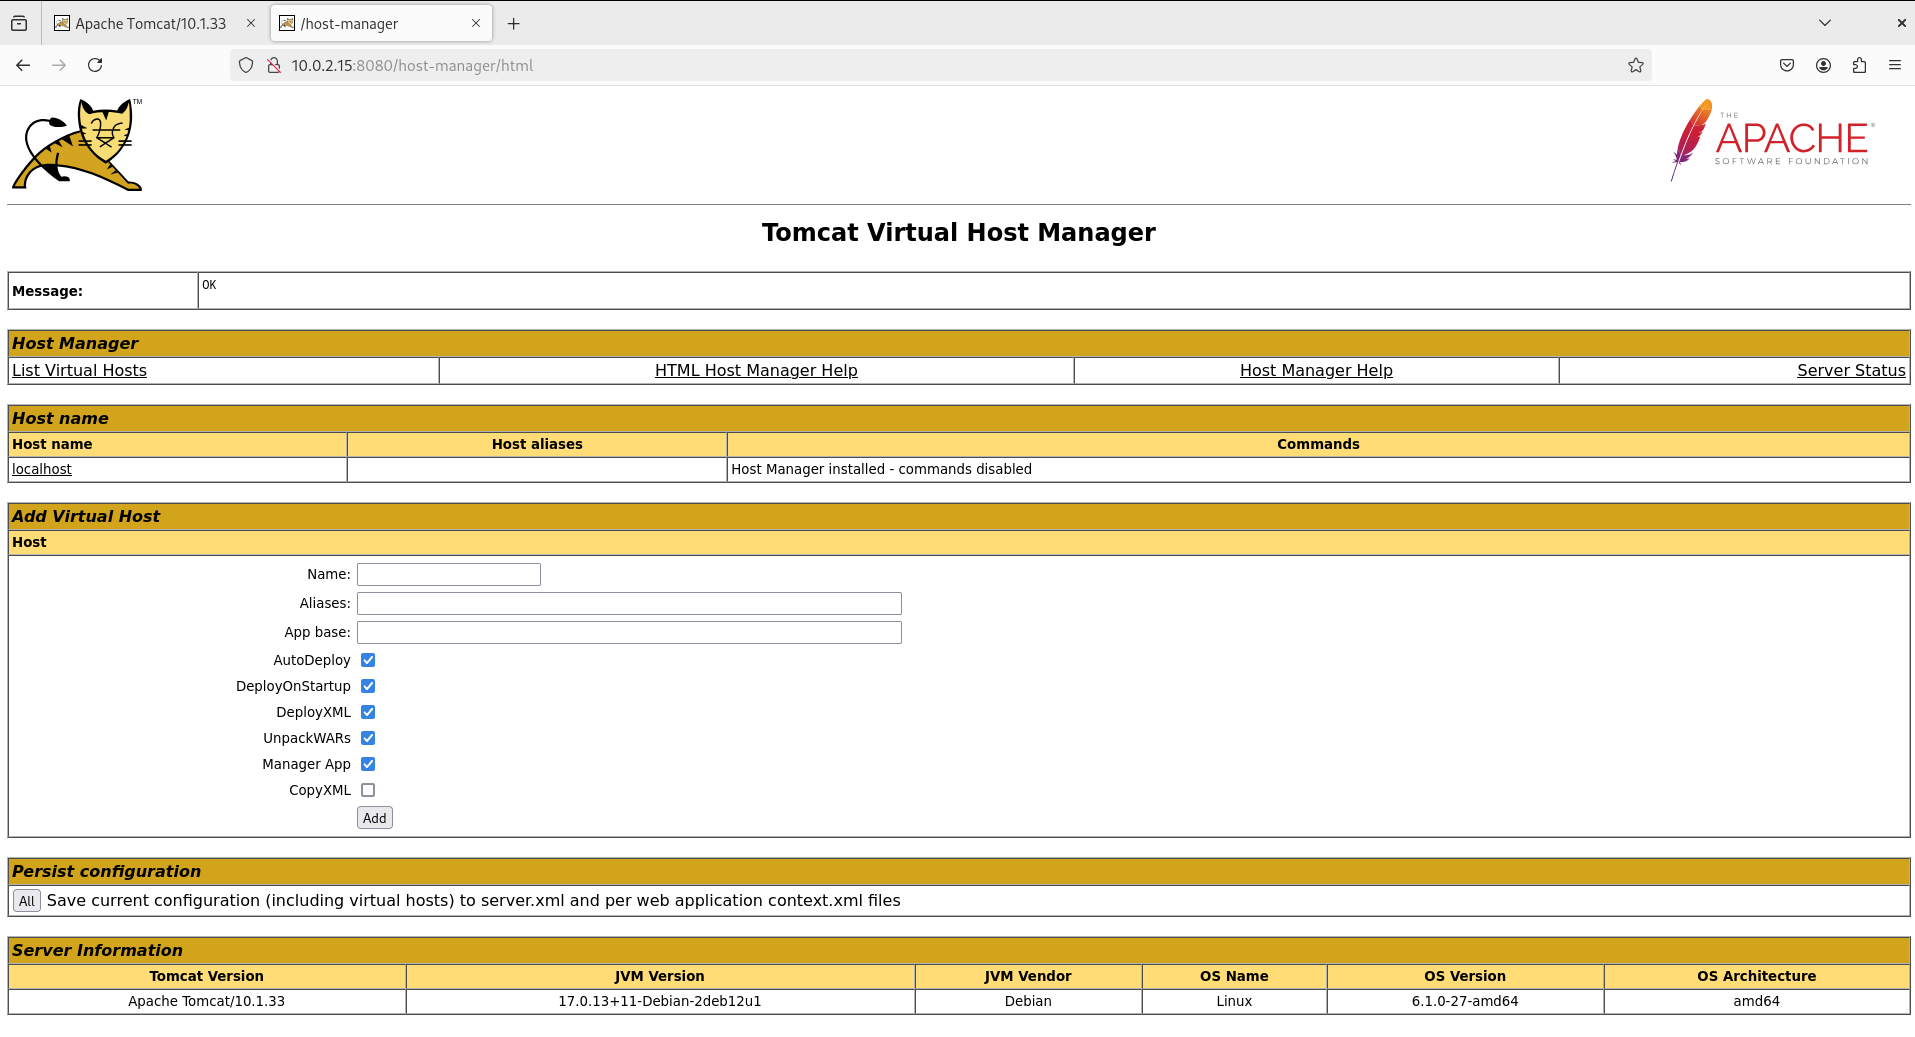 Apache Tomcat/10.1.33
/host-manager
10.0.2.15:8080/host-manager/html
TM
THE
APACHE®
SOFTWARE FOUNDATION
Tomcat Virtual Host Manager
Message: OK
Host Manager
List Virtual Hosts HTML Host Manager Help Host Manager Help Server Status
Host name
Host name Host aliases Commands
localhost Host Manager installed - commands disabled
Add Virtual Host
Host
Name:
Aliases:
App base:
AutoDeploy
DeployOnStartup
DeployXML
UnpackWARs
Manager App
CopyXML
Add
Persist configuration
All Save current configuration (including virtual hosts) to server.xml and per web application context.xml files
Server Information
Tomcat Version JVM Version JVM Vendor OS Name OS Version OS Architecture
Apache Tomcat/10.1.33 17.0.13+11-Debian-2deb12u1 Debian Linux 6.1.0-27-amd64 amd64